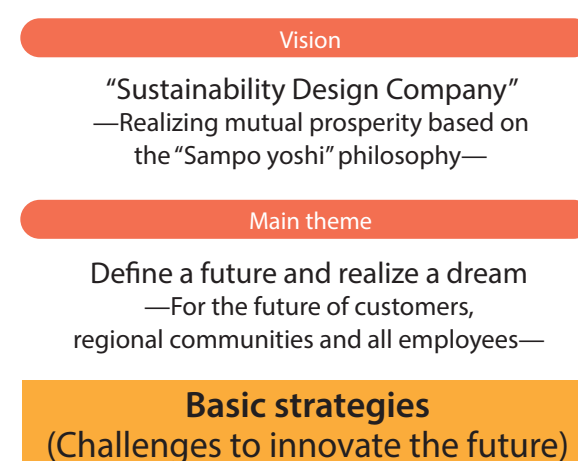 Vision
“Sustainability Design Company”
—Realizing mutual prosperity based on
the “Sampo yoshi” philosophy—
Main theme
Define a future and realize a dream
—For the future of customers,
regional communities and all employees—
Basic strategies
(Challenges to innovate the future)